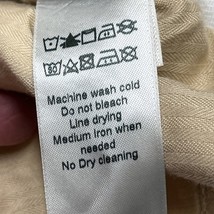 Machine wash cold
Do not bleach
Line drying
Medium Iron when
needed
No Dry cleaning